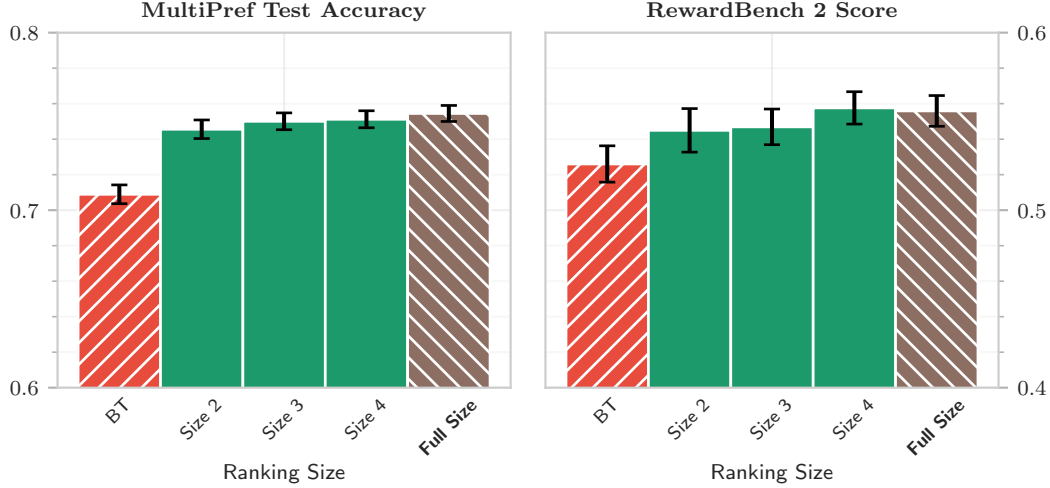 MultiPref Test Accuracy
0.8
0.7
0.6
BT
Size 2
Size 3
Size 4
Full Size
Ranking Size
RewardBench 2 Score
0.6
0.5
0.4
BT
Size 2
Size 3
Size 4
Full Size
Ranking Size